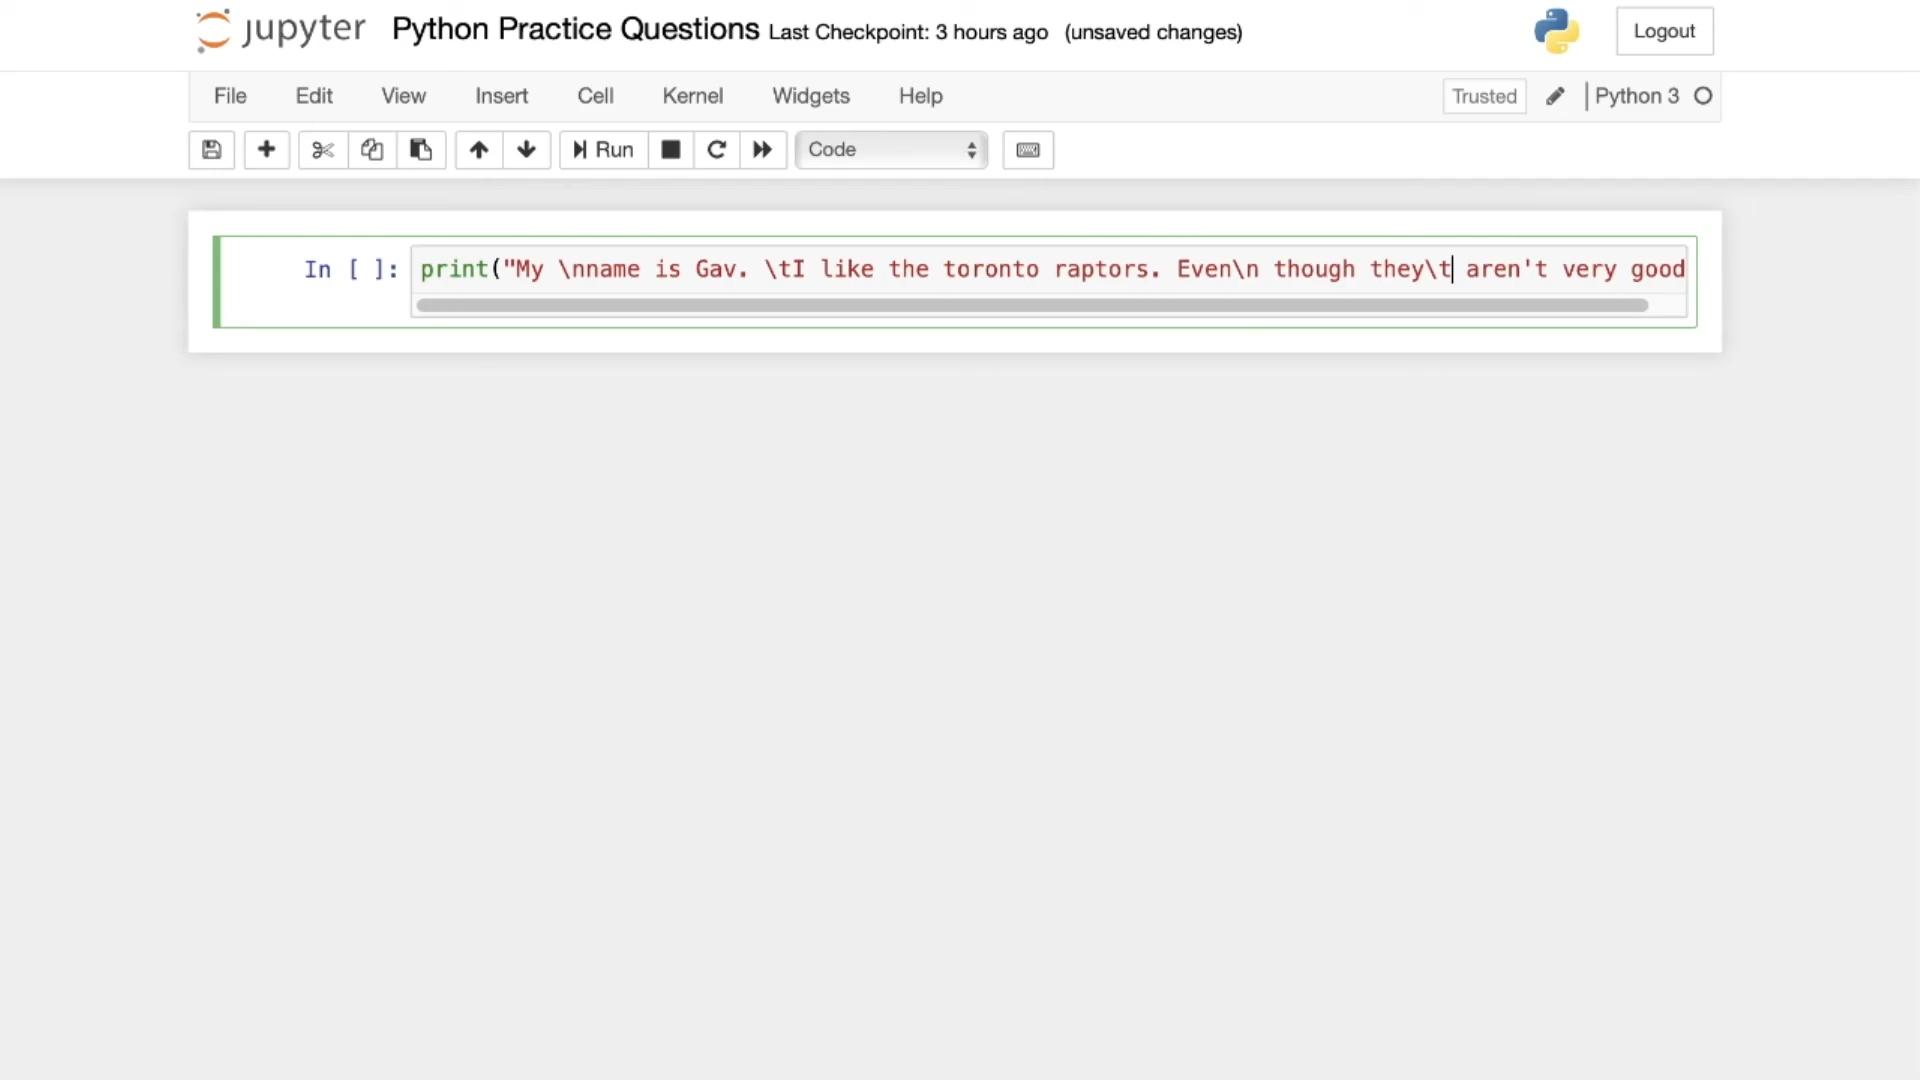 jupyter Python Practice Questions Last Checkpoint: 3 hours ago (unsaved changes) Logout
File Edit View Insert Cell Kernel Widgets Help Trusted Python 3
Run Code
In [ ]: print("My \nname is Gav. \tI like the toronto raptors. Even\n though they\t aren't very good